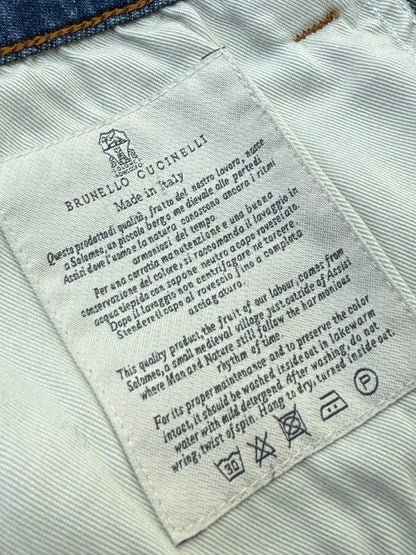 BRUNELLO CUCINELLI
Made in Italy
Questo prodotto di qualità, frutto del nostro lavoro, nasce
a Solomeo, un piccolo borgo medievale alle porte di
Assisi dove l'uomo e la natura conoscono ancora i ritmi
armoniosi del tempo.
Per una corretta manutenzione e una buona
conservazione del colore, si raccomanda il lavaggio in
acqua tiepida con sapone neutro a capo rovesciato.
Dopo il lavaggio non centrifugare né torcere.
Stendere il capo al rovescio fino a completa
asciugatura.
This quality product, the fruit of our labour, comes from
Solomeo, a small medieval village just outside of Assisi
where Man and Nature still follow the harmonious
rhythm of time.
For its proper maintenance and to preserve the color
intact, it should be washed inside out in lukewarm
water with mild detergent. After washing, do not
wring, twist of spin. Hang to dry, turned inside out.
30 P